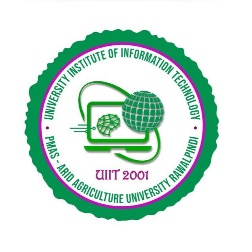 UNIVERSITY INSTITUTE OF INFORMATION TECHNOLOGY
PMAS - ARID AGRICULTURE UNIVERSITY RAWALPINDI
UIIT 2001